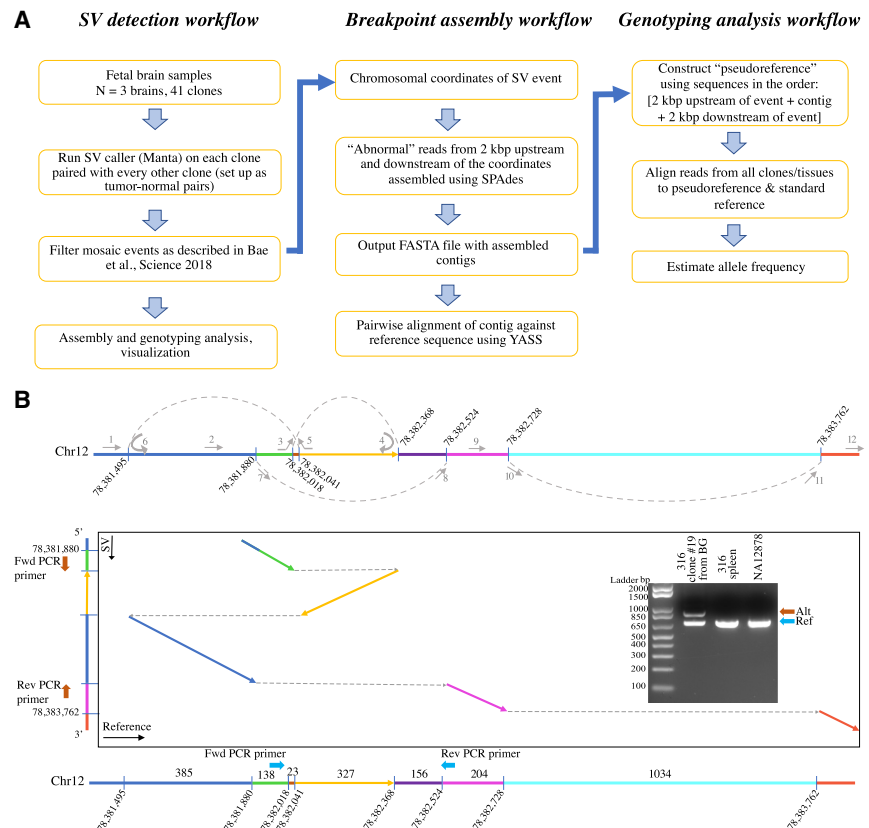 A
SV detection workflow
Breakpoint assembly workflow
Genotyping analysis workflow
Fetal brain samples
N = 3 brains, 41 clones
Run SV caller (Manta) on each clone
paired with every other clone (set up as
tumor-normal pairs)
Filter mosaic events as described in Bae
et al., Science 2018
Assembly and genotyping analysis,
visualization
Chromosomal coordinates of SV event
“Abnormal” reads from 2 kbp upstream
and downstream of the coordinates
assembled using SPAdes
Output FASTA file with assembled
contigs
Pairwise alignment of contig against
reference sequence using YASS
Construct “pseudoreference”
using sequences in the order:
[2 kbp upstream of event + contig
+ 2 kbp downstream of event]
Align reads from all clones/tissues
to pseudoreference & standard
reference
Estimate allele frequency
B
Chr12
1
6
2
3
5
4
9
12
7
8
10
11
78,381,495
78,381,880
78,382,018
78,382,041
78,382,368
78,382,524
78,382,728
78,383,762
5'
78,381,880
Fwd PCR
primer
Rev PCR
primer
78,383,762
3'
SV
Reference
316
clone #19
from BG
316
spleen
NA12878
Ladder bp
2000
1500
1000
850
650
500
400
300
200
100
Alt
Ref
Fwd PCR primer
Rev PCR primer
Chr12
385
138
23
327
156
204
1034
78,381,495
78,381,880
78,382,018
78,382,041
78,382,368
78,382,524
78,382,728
78,383,762